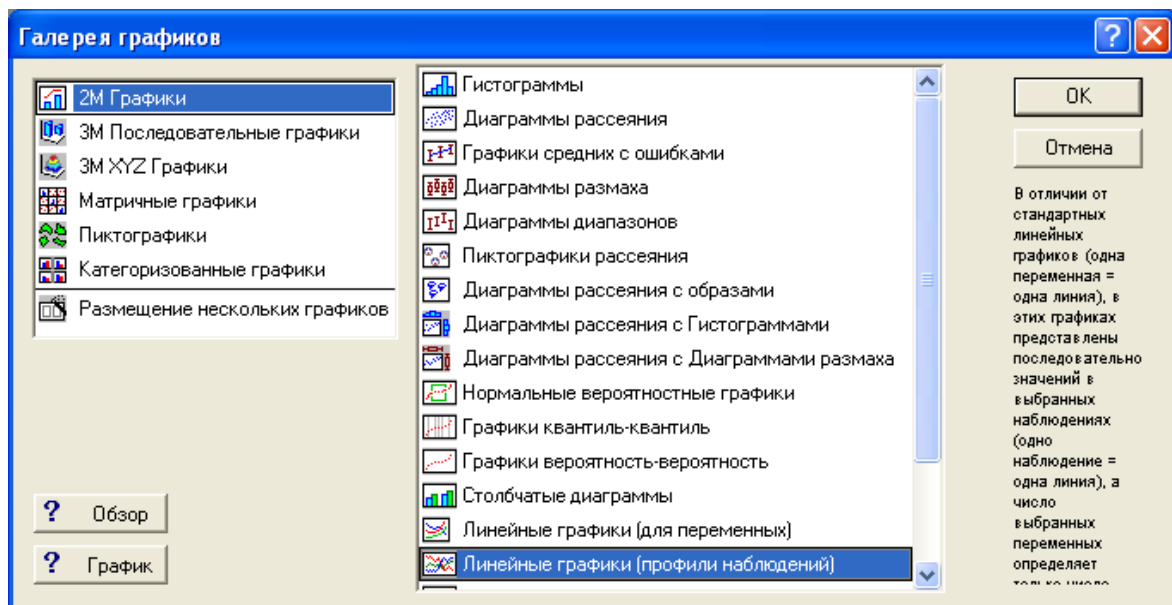 Галерея графиков
2М Графики
3М Последовательные графики
3М XYZ Графики
Матричные графики
Пиктографики
Категоризованные графики
Размещение нескольких графиков
? Обзор
? График
Гистограммы
Диаграммы рассеяния
Графики средних с ошибками
Диаграммы размаха
Диаграммы диапазонов
Пиктографики рассеяния
Диаграммы рассеяния с образами
Диаграммы рассеяния с Гистограммами
Диаграммы рассеяния с Диаграммами размаха
Нормальные вероятностные графики
Графики квантиль-квантиль
Графики вероятность-вероятность
Столбчатые диаграммы
Линейные графики (для переменных)
Линейные графики (профили наблюдений)
OK
Отмена
В отличии от
стандартных
линейных
графиков (одна
переменная =
одна линия), в
этих графиках
представлены
последовательно
значений в
выбранных
наблюдениях
(одно
наблюдение =
одна линия), а
число
выбранных
переменных
определяет